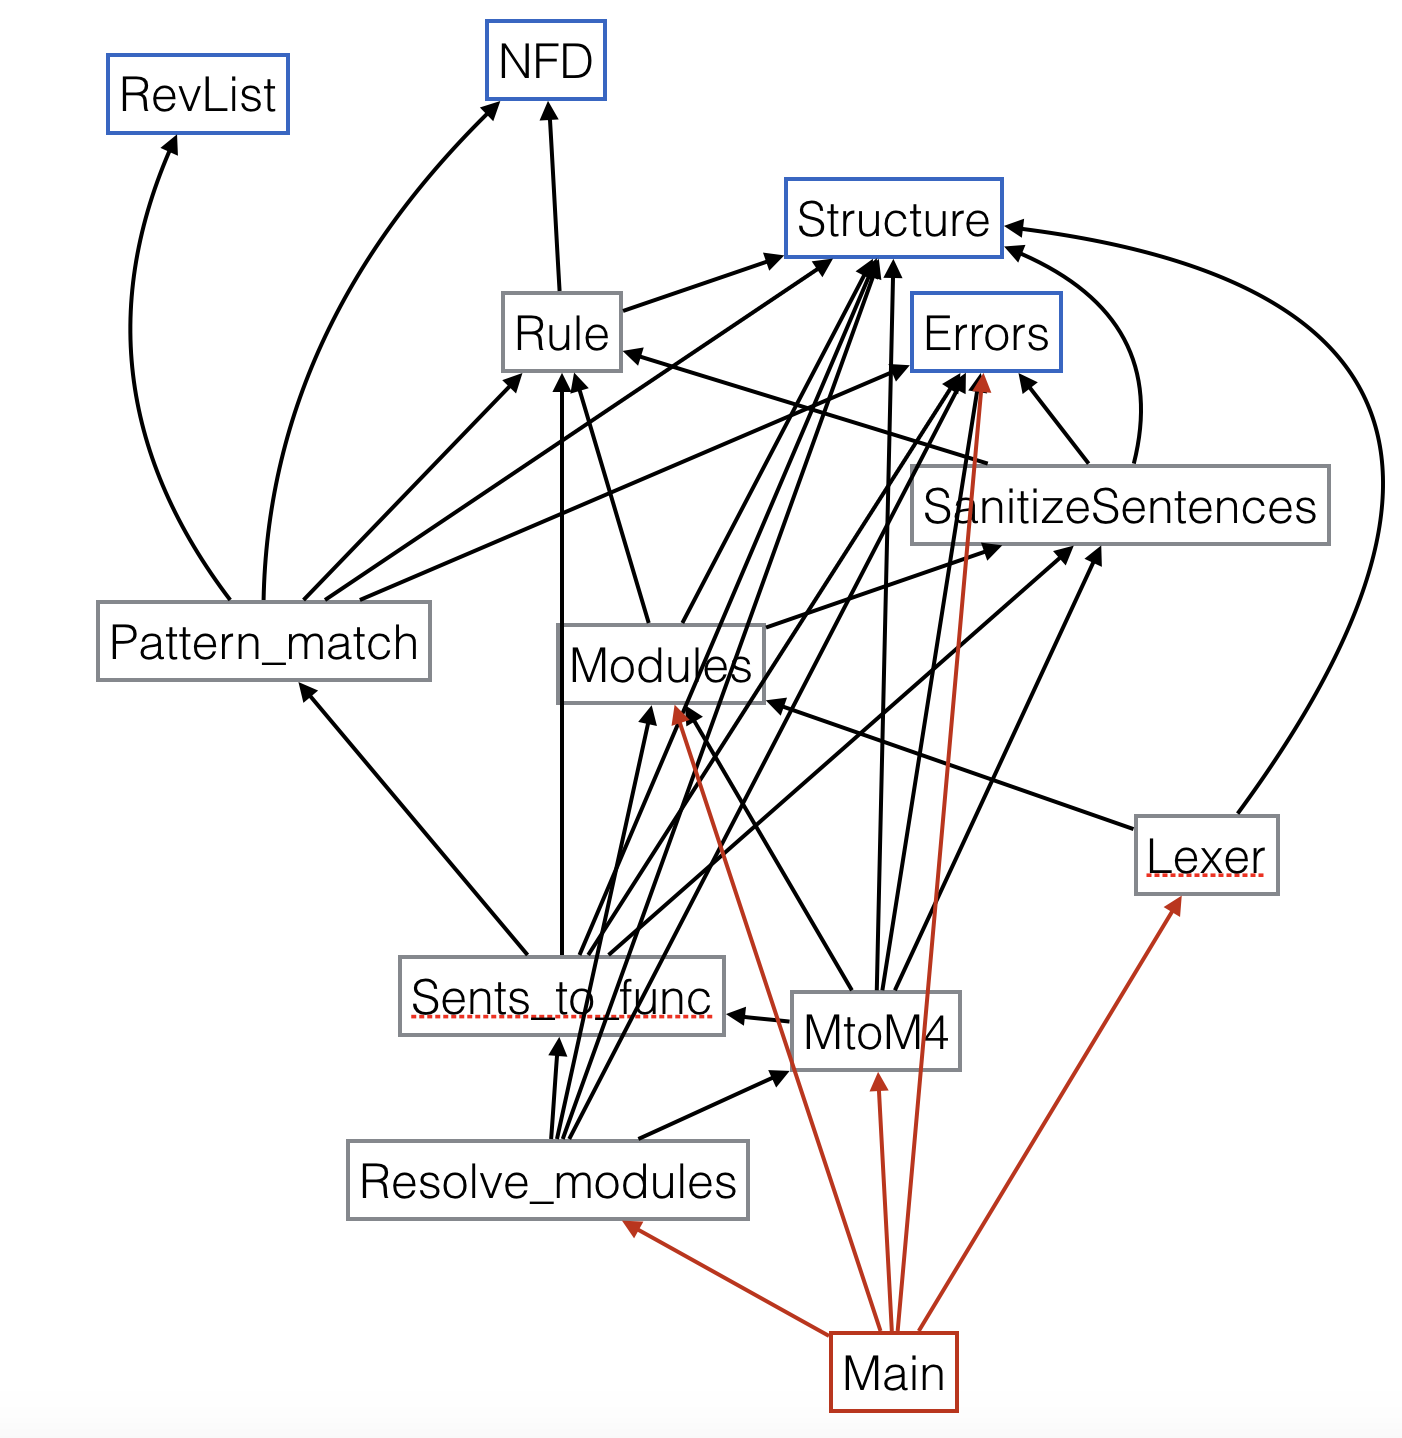 NFD
RevList
Structure
Rule
Errors
SanitizeSentences
Pattern_match
Modules
Lexer
Sents_to_func
MtoM4
Resolve_modules
Main